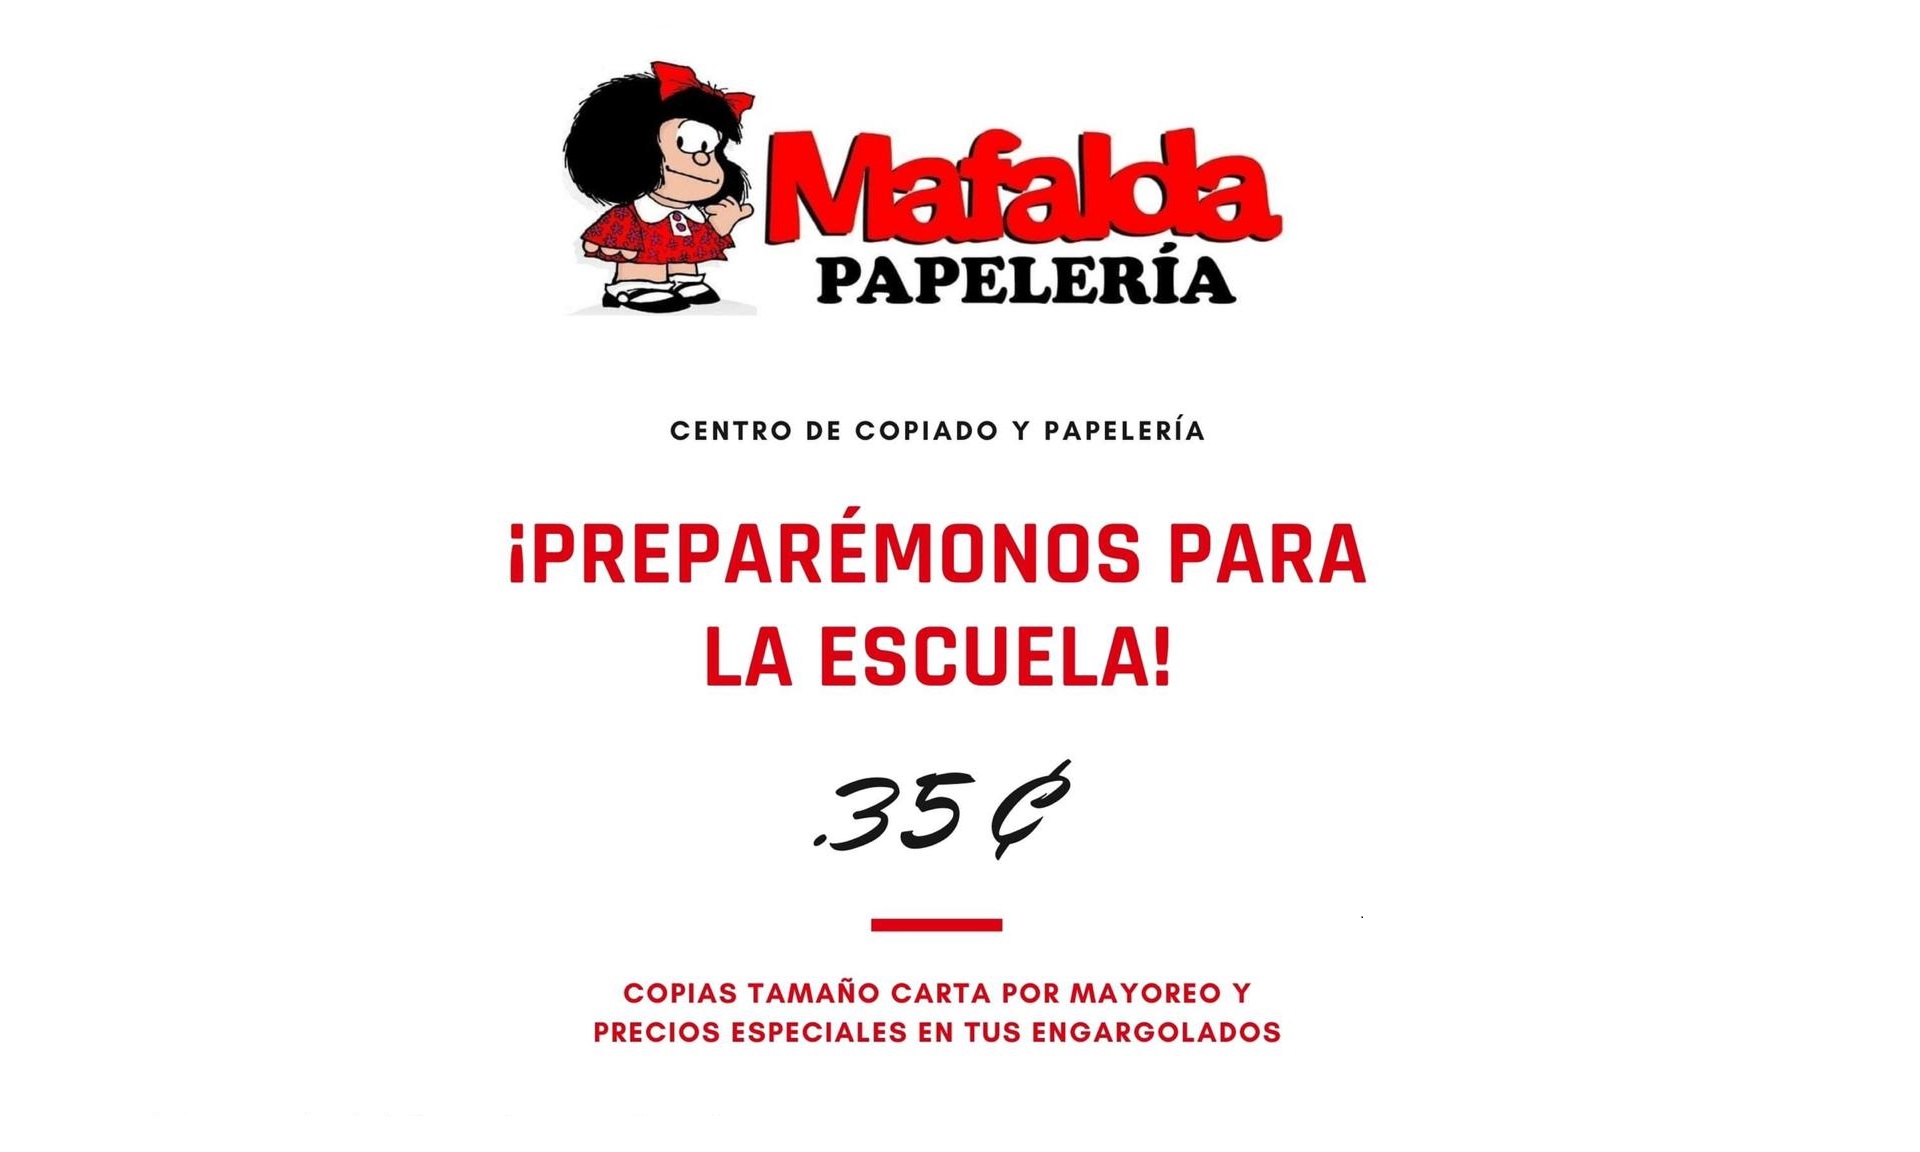 Mafalda
PAPELERÍA
CENTRO DE COPIADO Y PAPELERÍA
¡PREPARÉMONOS PARA
LA ESCUELA!
.35 ¢
COPIAS TAMAÑO CARTA POR MAYOREO Y
PRECIOS ESPECIALES EN TUS ENGARGOLADOS